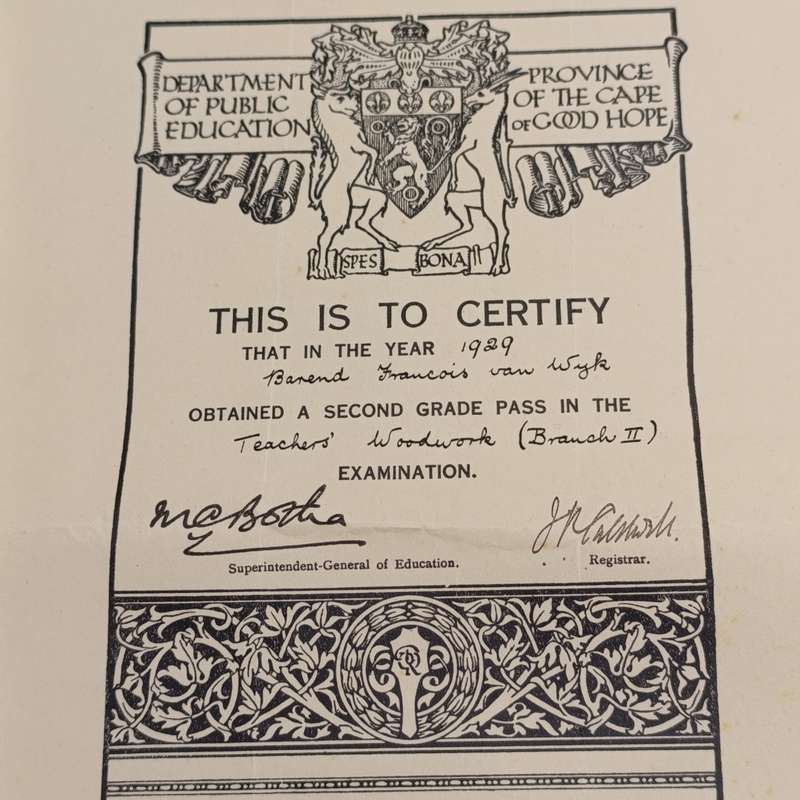 DEPARTMENT
OF PUBLIC
EDUCATION
PROVINCE
OF THE CAPE
OF GOOD HOPE
SPES BONA
THIS IS TO CERTIFY
THAT IN THE YEAR 1929
Barend Francois van Wyk
OBTAINED A SECOND GRADE PASS IN THE
Teachers' Woodwork (Branch II)
EXAMINATION.
M C Botha
Superintendent-General of Education.
Registrar.